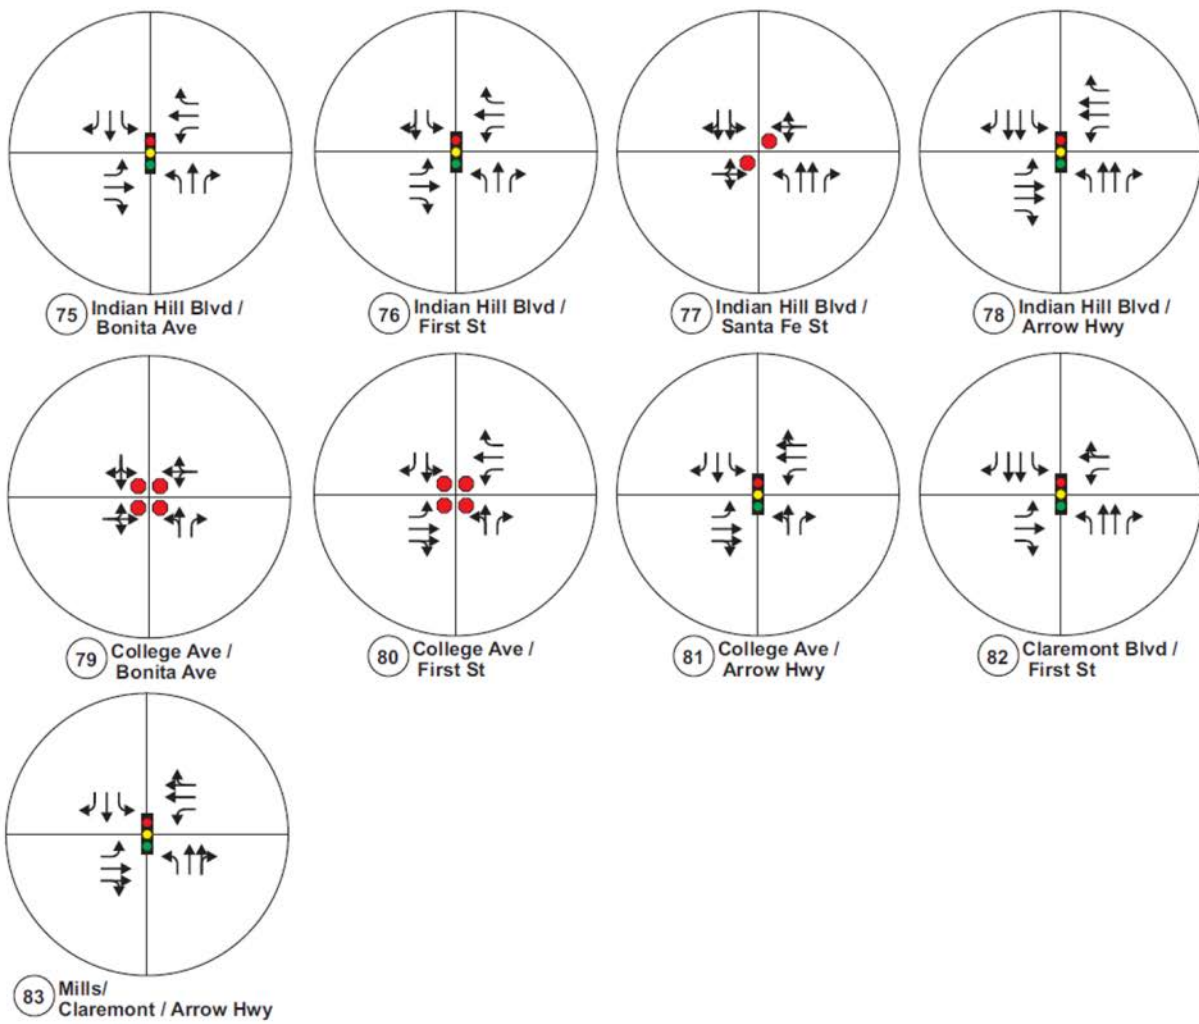 75 Indian Hill Blvd /
Bonita Ave
76 Indian Hill Blvd /
First St
77 Indian Hill Blvd /
Santa Fe St
78 Indian Hill Blvd /
Arrow Hwy
79 College Ave /
Bonita Ave
80 College Ave /
First St
81 College Ave /
Arrow Hwy
82 Claremont Blvd /
First St
83 Mills/
Claremont / Arrow Hwy